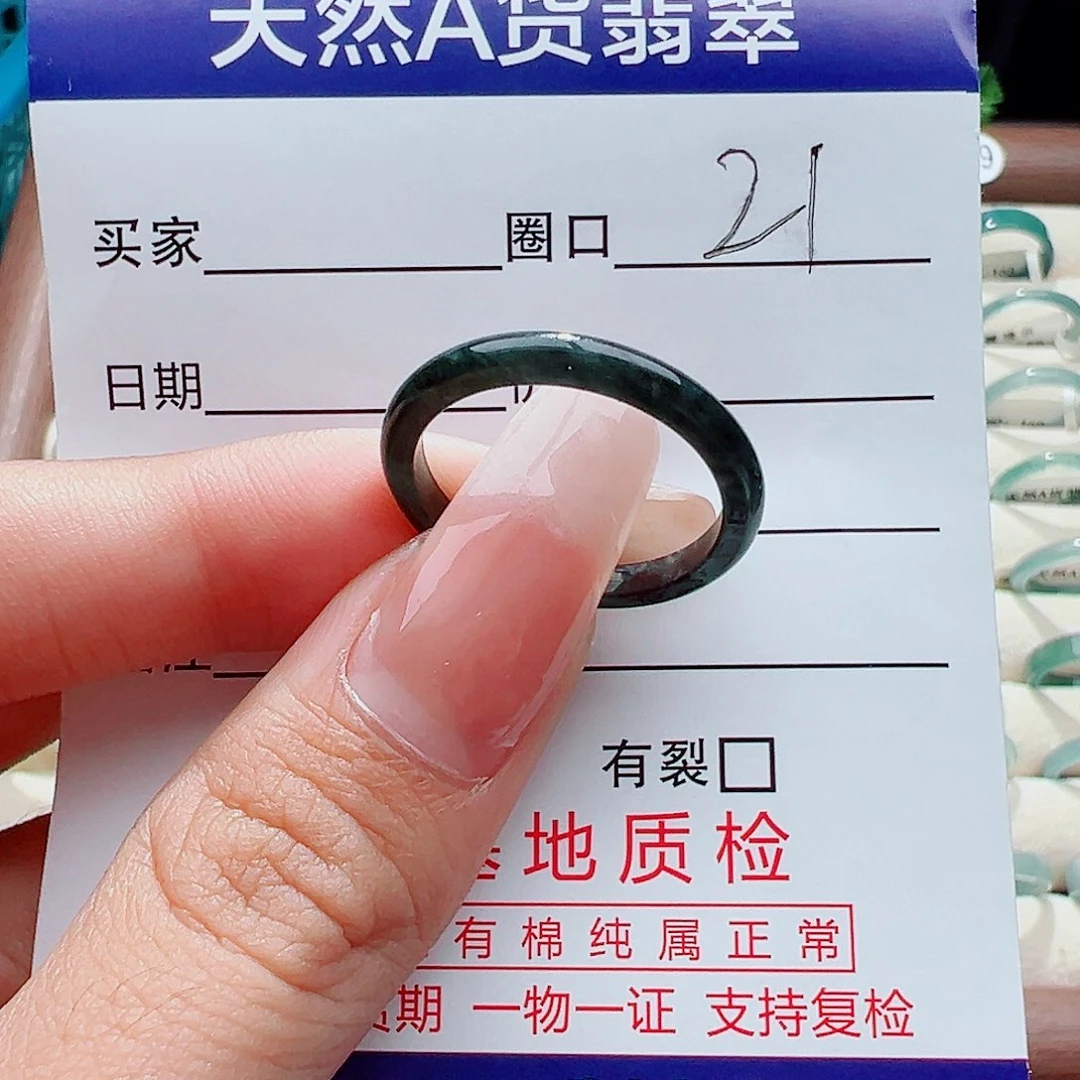 天然A货翡翠
买家 圈口 21
日期
有裂□
地质检
有棉纯属正常
期 一物一证 支持复检